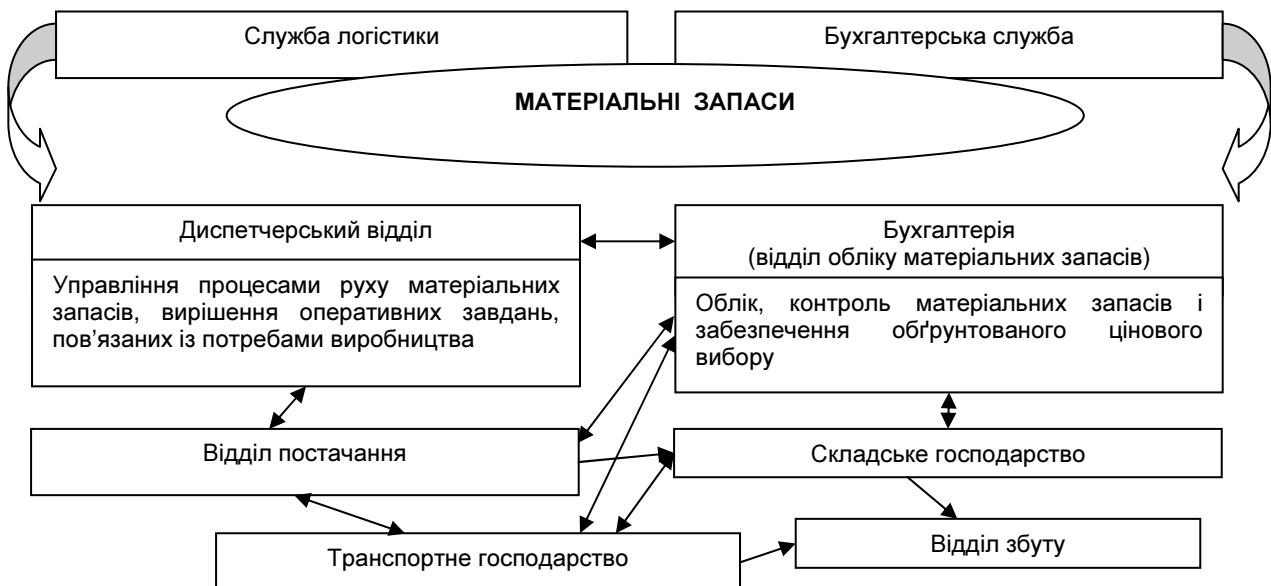 Служба логістики
Бухгалтерська служба
МАТЕРІАЛЬНІ ЗАПАСИ
Диспетчерський відділ
Управління процесами руху матеріальних
запасів, вирішення оперативних завдань,
пов’язаних із потребами виробництва
Бухгалтерія
(відділ обліку матеріальних запасів)
Облік, контроль матеріальних запасів і
забезпечення обґрунтованого цінового
вибору
Відділ постачання
Складське господарство
Транспортне господарство
Відділ збуту